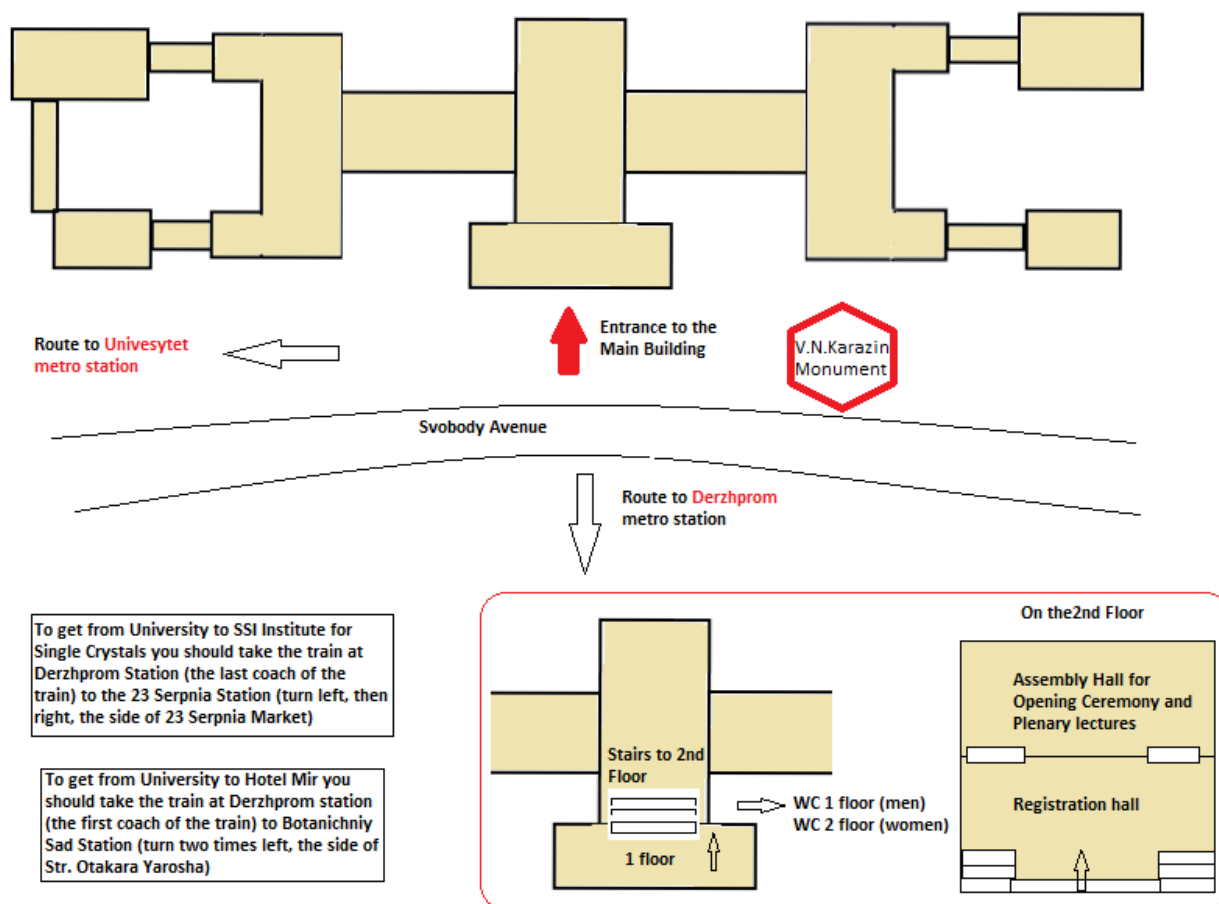 Entrance to the
Main Building
V.N.Karazin
Monument
Route to Univesytet
metro station
Svobody Avenue
Route to Derzhprom
metro station
To get from University to SSI Institute for
Single Crystals you should take the train at
Derzhprom Station (the last coach of the
train) to the 23 Serpnia Station (turn left, then
right, the side of 23 Serpnia Market)
To get from University to Hotel Mir you
should take the train at Derzhprom station
(the first coach of the train) to Botanichniy
Sad Station (turn two times left, the side of
Str. Otakara Yarosha)
Stairs to 2nd
Floor
1 floor
WC 1 floor (men)
WC 2 floor (women)
On the2nd Floor
Assembly Hall for
Opening Ceremony and
Plenary lectures
Registration hall